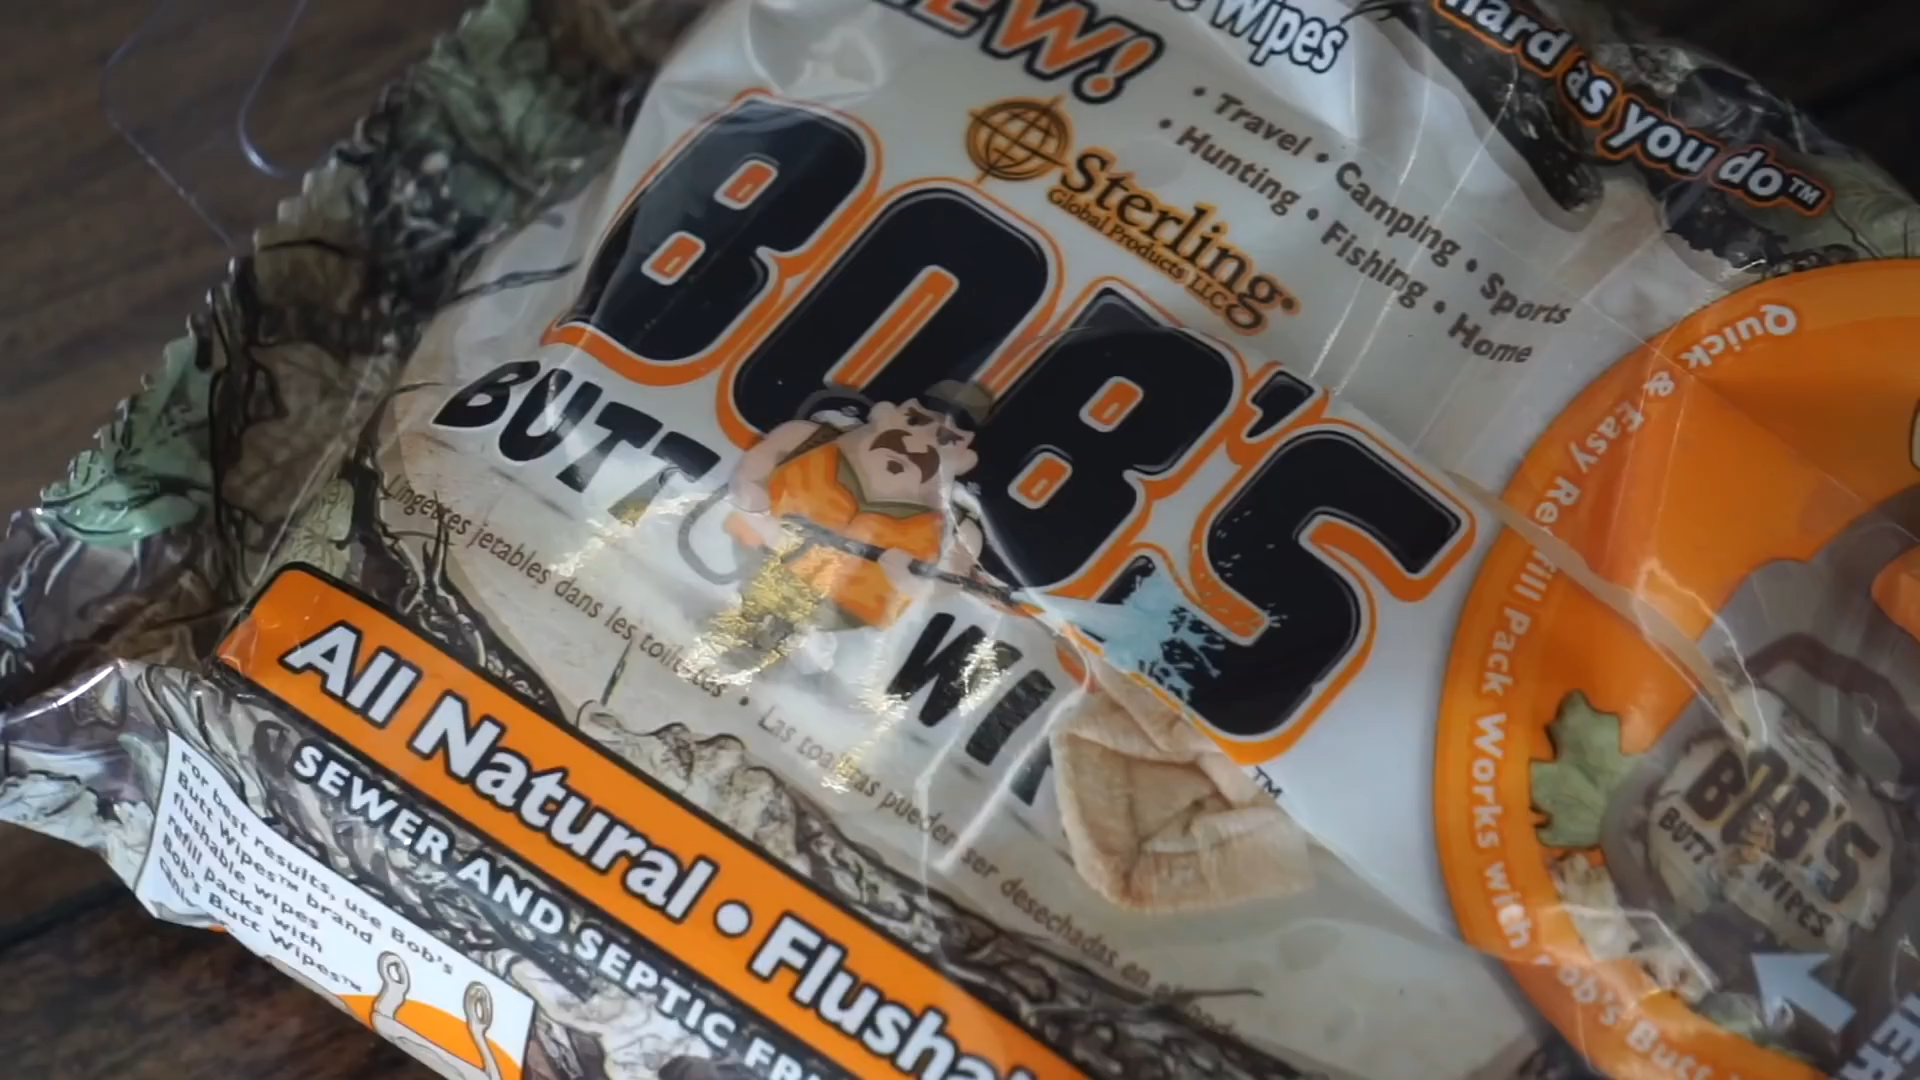 NEW!
Wipes
hard as you do™
Sterling
Global Products LLC
• Travel • Camping • Sports
• Hunting • Fishing • Home
BOB'S
BUTT
Lingettes jetables dans les toilettes • Las toallitas pueden ser desechadas en el
Quick & Easy Refill Pack Works with Bob's Butt
BOB'S
BUTT WIPES
All Natural •
SEWER AND SEPTIC
For best results, use Bob's
Butt Wipes™ brand
flushable wipes
refill packs with
Bob's Butt Wipes™